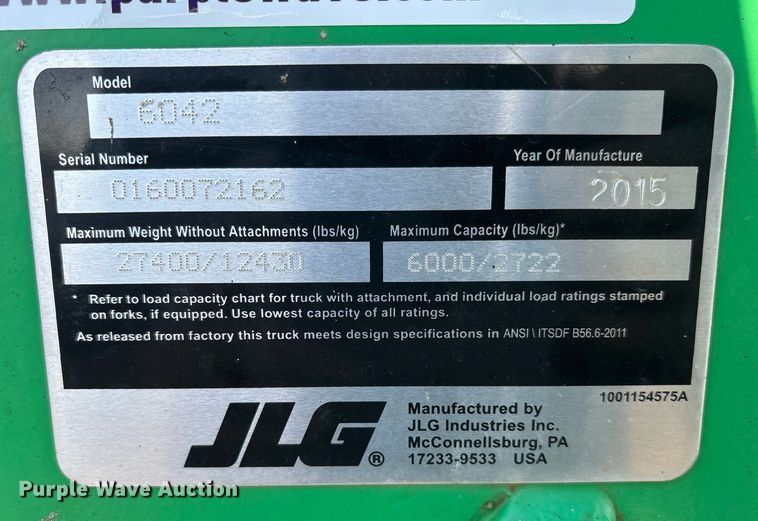 Model
6042
Serial Number Year Of Manufacture
0160072162 2015
Maximum Weight Without Attachments (lbs/kg) Maximum Capacity (lbs/kg)*
27400/12430 6000/2722
* Refer to load capacity chart for truck with attachment, and individual load ratings stamped
on forks, if equipped. Use lowest capacity of all ratings.
As released from factory this truck meets design specifications in ANSI \ ITSDF B56.6-2011
1001154575A
JLG®
Manufactured by
JLG Industries Inc.
McConnellsburg, PA
17233-9533 USA
Purple Wave Auction